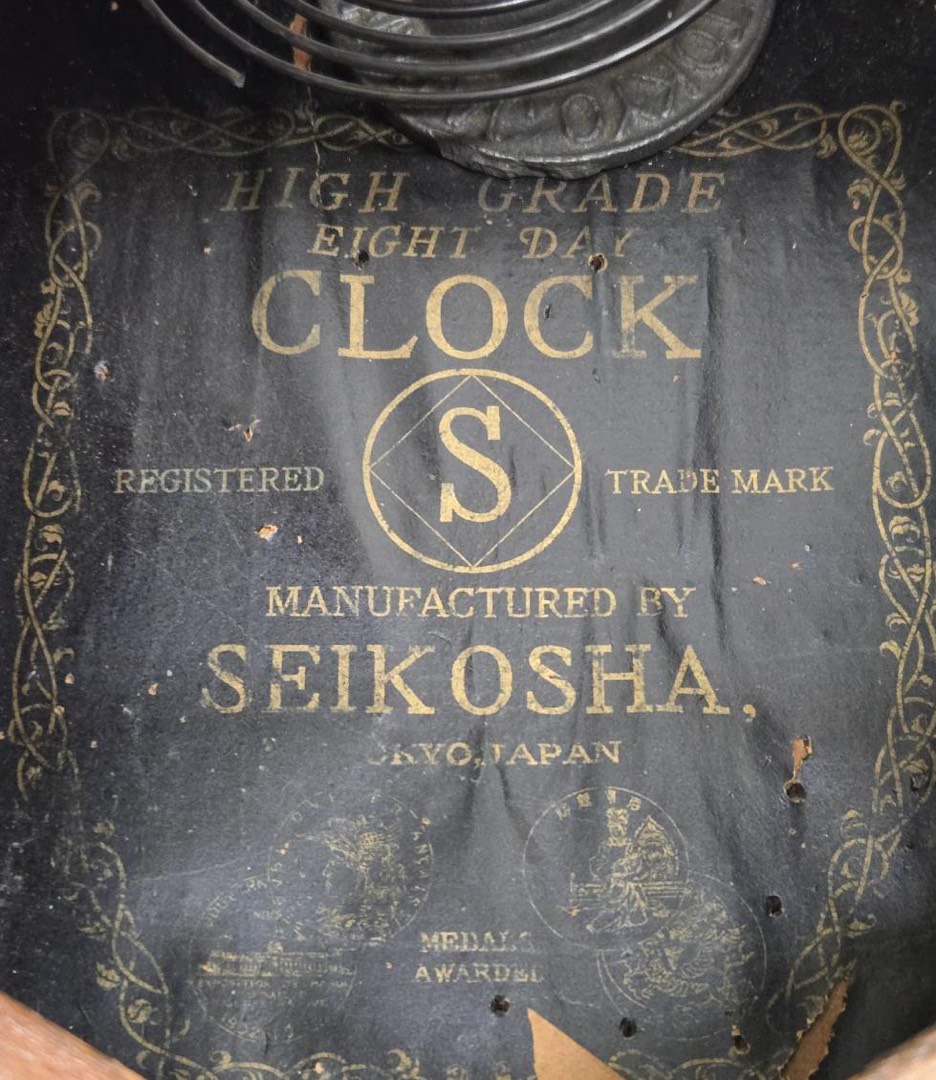 HIGH GRADE
EIGHT DAY
CLOCK
S
REGISTERED TRADE MARK
MANUFACTURED BY
SEIKOSHA,
JAPAN
MEDALS
AWARDED